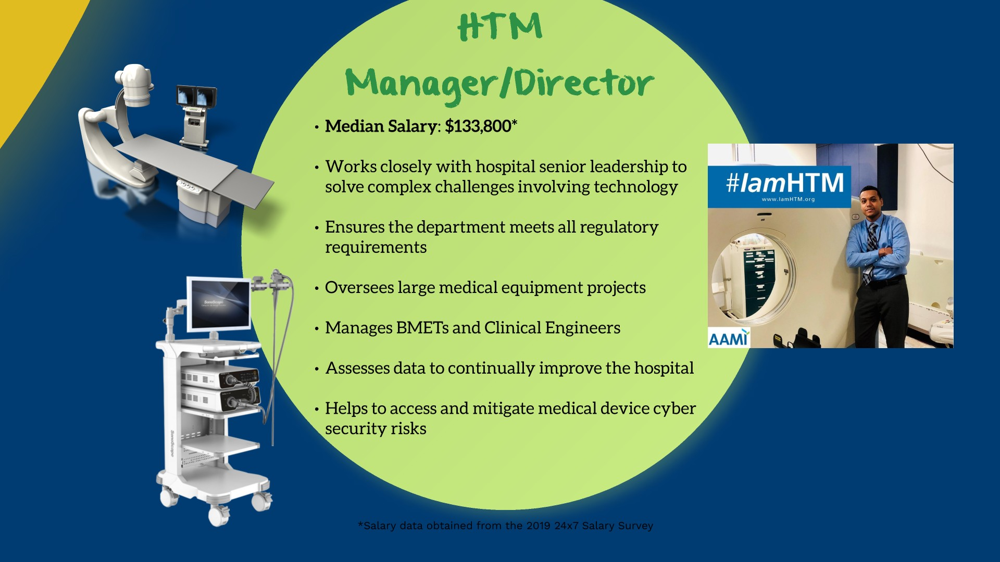 HTM
Manager/Director
• Median Salary: $133,800*
• Works closely with hospital senior leadership to
solve complex challenges involving technology
• Ensures the department meets all regulatory
requirements
• Oversees large medical equipment projects
• Manages BMETs and Clinical Engineers
• Assesses data to continually improve the hospital
• Helps to access and mitigate medical device cyber
security risks
#IamHTM
www.IamHTM.org
AAMI
SonoScape
SonoScape
*Salary data obtained from the 2019 24x7 Salary Survey